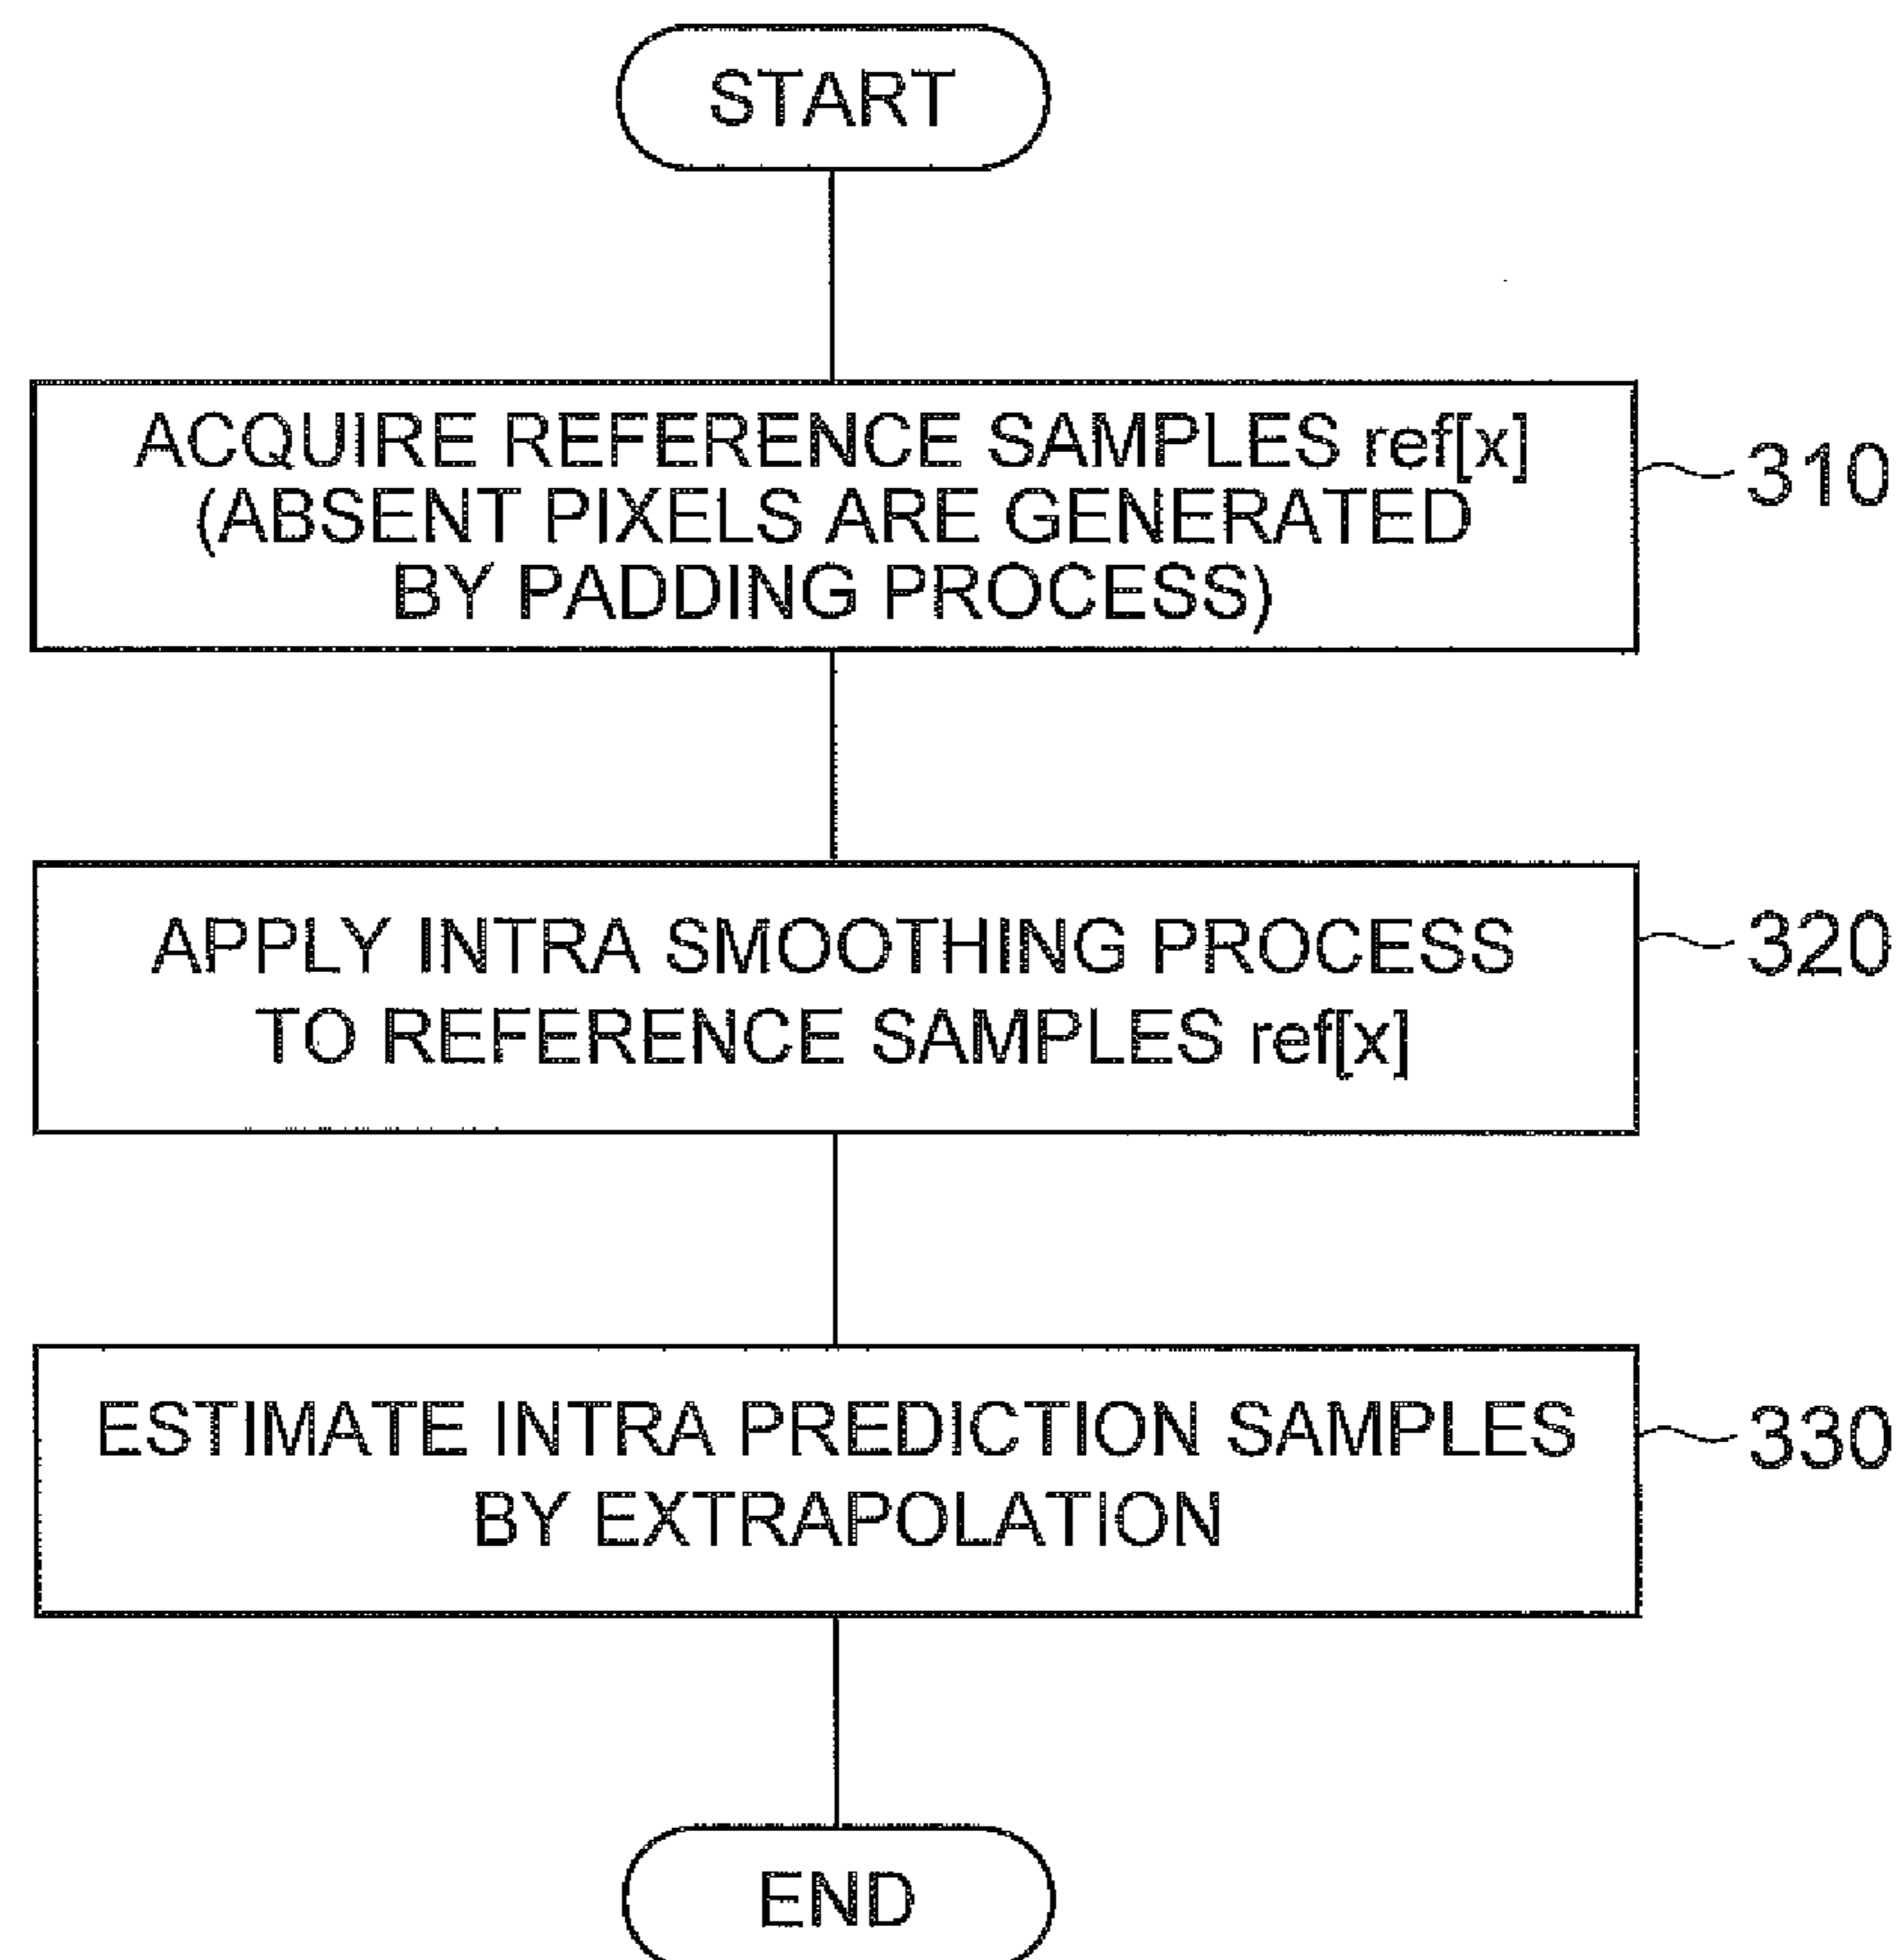 START
ACQUIRE REFERENCE SAMPLES ref[x]
(ABSENT PIXELS ARE GENERATED
BY PADDING PROCESS)
310
APPLY INTRA SMOOTHING PROCESS
TO REFERENCE SAMPLES ref[x]
320
ESTIMATE INTRA PREDICTION SAMPLES
BY EXTRAPOLATION
330
END